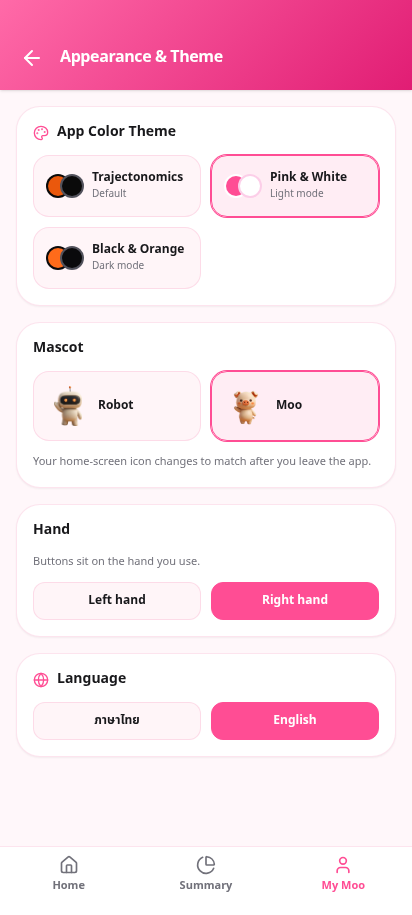 Appearance & Theme
App Color Theme
Trajectonomics
Default
Pink & White
Light mode
Black & Orange
Dark mode
Mascot
Robot
Moo
Your home-screen icon changes to match after you leave the app.
Hand
Buttons sit on the hand you use.
Left hand
Right hand
Language
ภาษาไทย
English
Home
Summary
My Moo